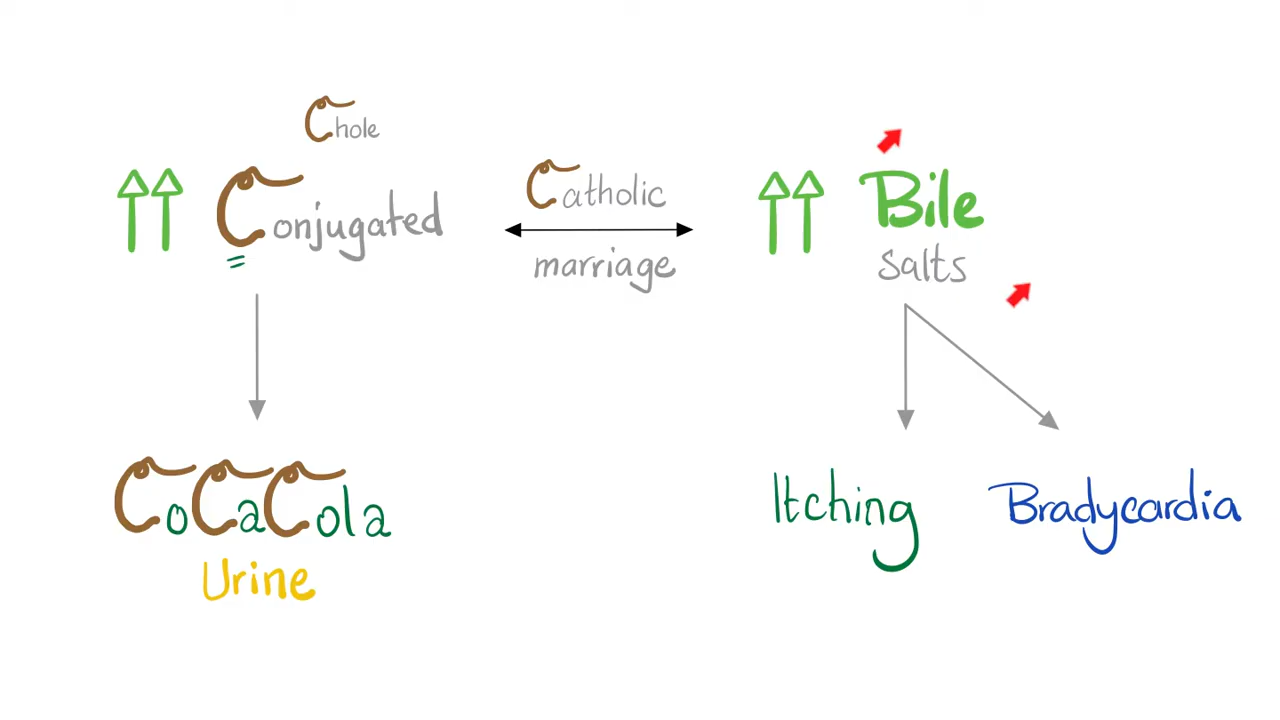 Chole
Conjugated
Catholic
marriage
Bile
Salts
CoCaCola
Urine
Itching
Bradycardia